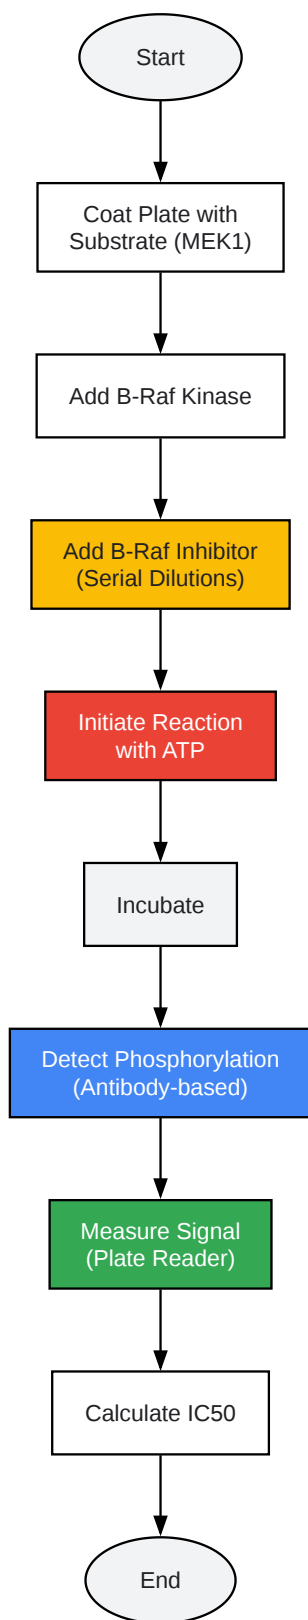 Start
Coat Plate with
Substrate (MEK1)
Add B-Raf Kinase
Add B-Raf Inhibitor
(Serial Dilutions)
Initiate Reaction
with ATP
Incubate
Detect Phosphorylation
(Antibody-based)
Measure Signal
(Plate Reader)
Calculate IC50
End